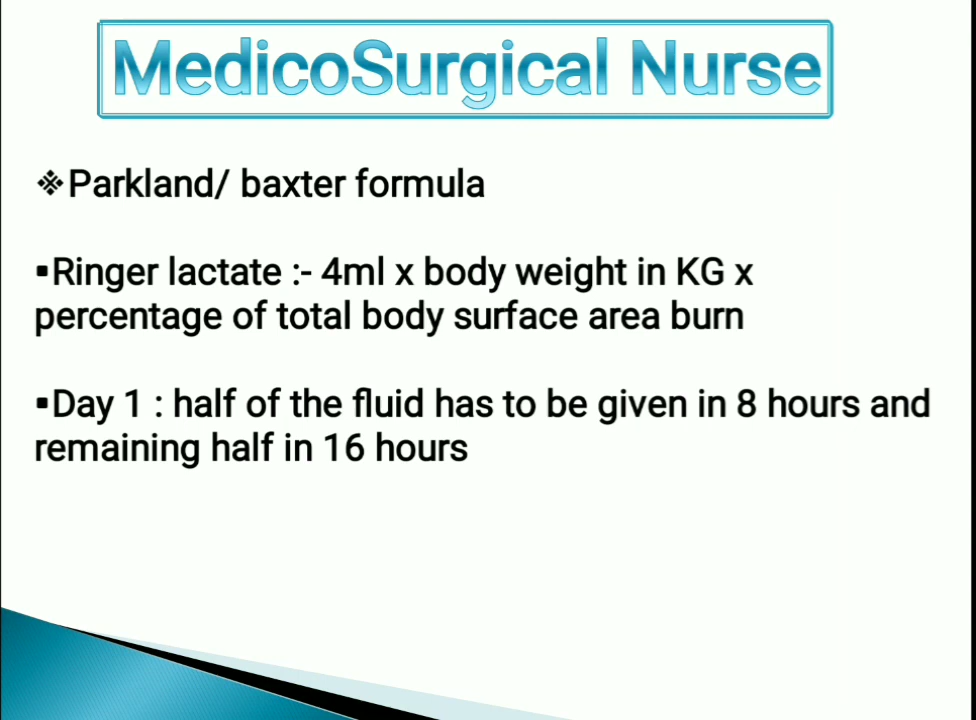 MedicoSurgical Nurse
❖Parkland/ baxter formula
▪Ringer lactate :- 4ml x body weight in KG x
percentage of total body surface area burn
▪Day 1 : half of the fluid has to be given in 8 hours and
remaining half in 16 hours